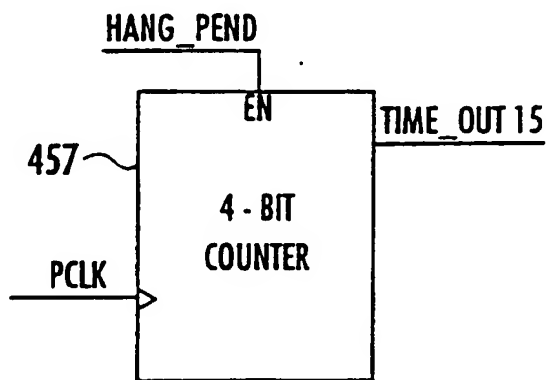 HANG_PEND
EN
TIME_OUT 15
457
4 - BIT
COUNTER
PCLK